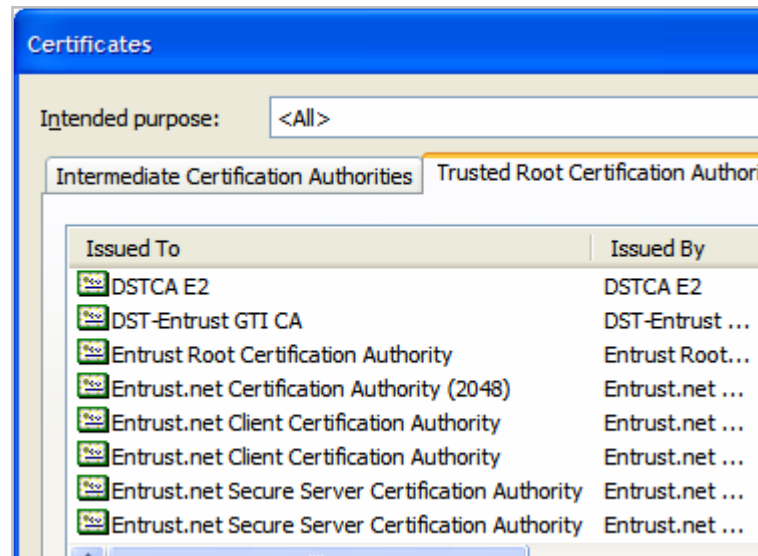 Certificates
Intended purpose: <All>
Intermediate Certification Authorities Trusted Root Certification Authori
Issued To Issued By
DSTCA E2 DSTCA E2
DST-Entrust GTI CA DST-Entrust ...
Entrust Root Certification Authority Entrust Root...
Entrust.net Certification Authority (2048) Entrust.net ...
Entrust.net Client Certification Authority Entrust.net ...
Entrust.net Client Certification Authority Entrust.net ...
Entrust.net Secure Server Certification Authority Entrust.net ...
Entrust.net Secure Server Certification Authority Entrust.net ...